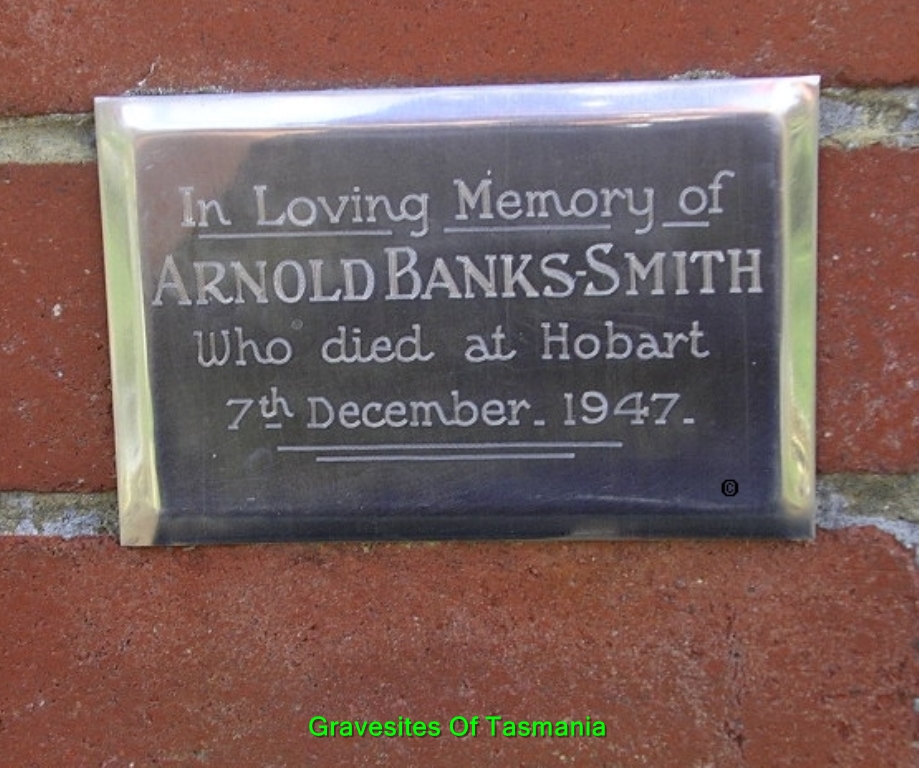 In Loving Memory of
ARNOLD BANKS-SMITH
Who died at Hobart
7th December. 1947.
©
Gravesites Of Tasmania